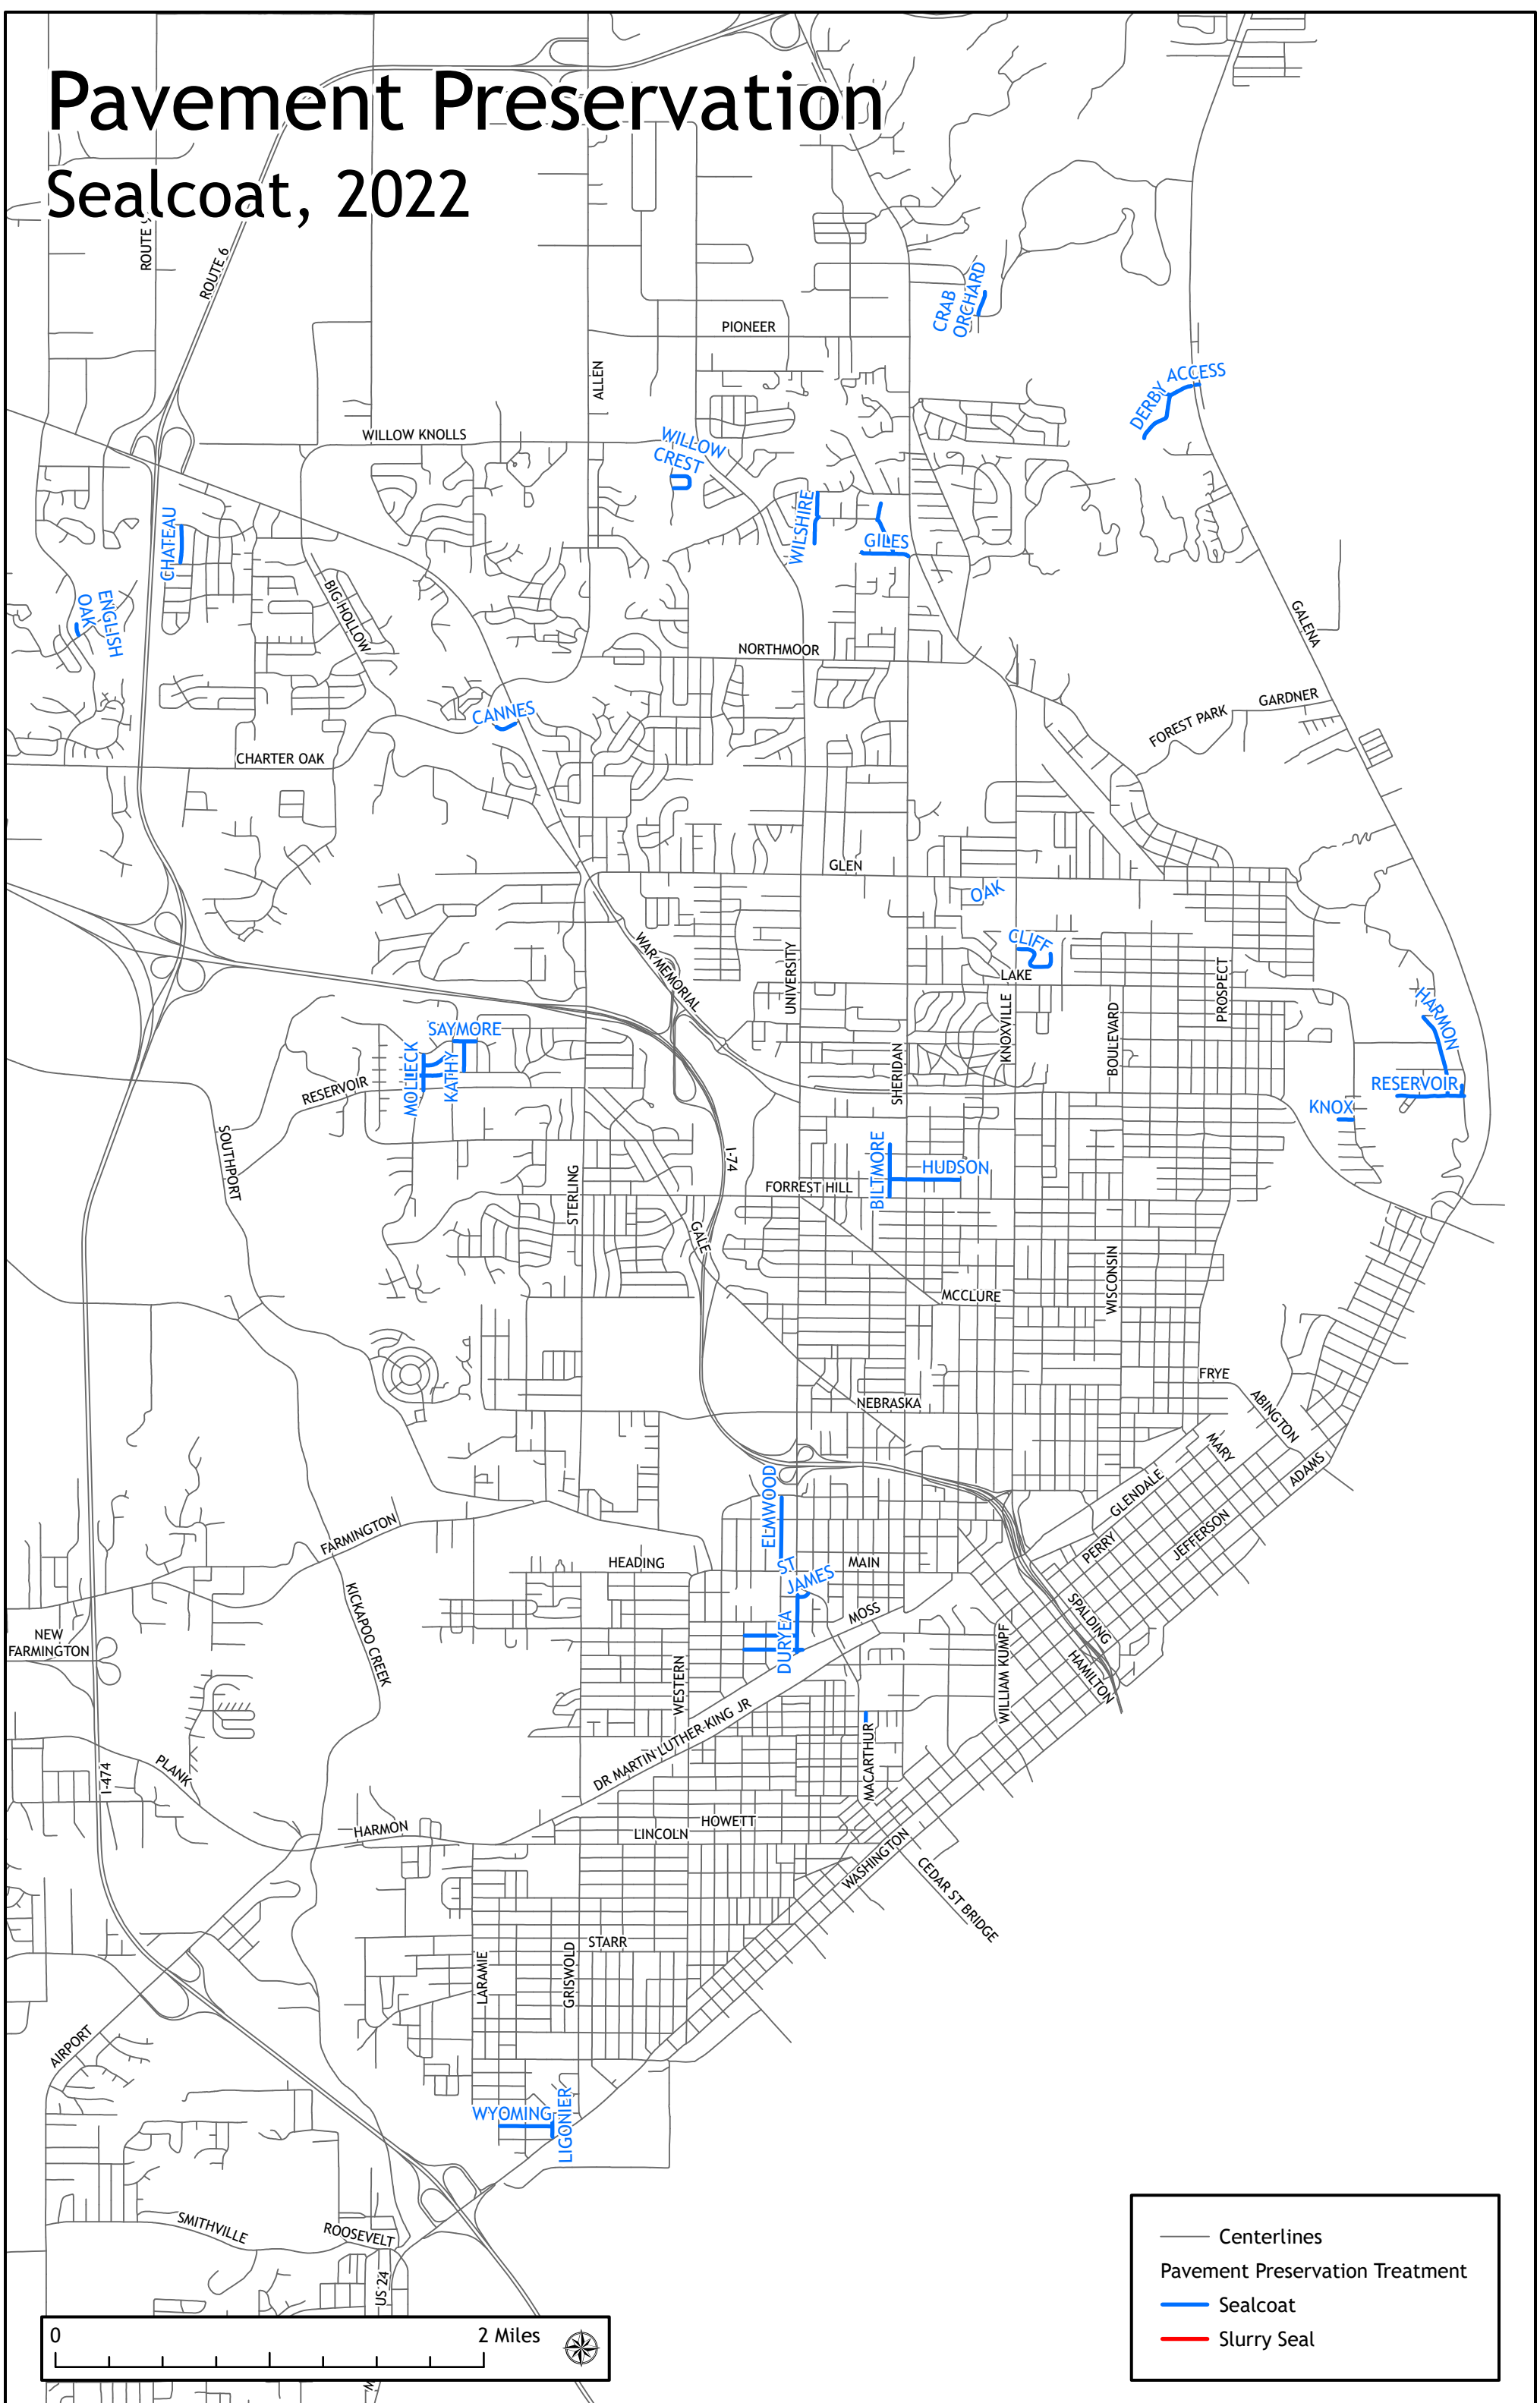 Pavement Preservation
Sealcoat, 2022
ROUTE
ROUTE 6
CRAB
ORCHARD
PIONEER
ALLEN
DERBY
ACCESS
WILLOW KNOLLS
WILLOW
CREST
CHATEAU
WILSHIRE
GILES
BIG HOLLOW
ENGLISH
OAK
GALENA
NORTHMOOR
GARDNER
FOREST PARK
CANNES
CHARTER OAK
GLEN
OAK
CLIFF
WAR MEMORIAL
UNIVERSITY
LAKE
PROSPECT
KNOXVILLE
BOULEVARD
HARMON
SAYMORE
MOLLECK
KATHY
SHERIDAN
RESERVOIR
RESERVOIR
KNOX
SOUTHPORT
I-74
BILTMORE
HUDSON
STERLING
FORREST HILL
GALE
WISCONSIN
MCCLURE
FRYE
NEBRASKA
ABINGTON
MARY
ADAMS
ELMWOOD
GLENDALE
JEFFERSON
PERRY
FARMINGTON
HEADING
MAIN
ST
JAMES
KICKAPOO CREEK
MOSS
SPALDING
DURYEA
NEW
FARMINGTON
WILLIAM KUMPF
HAMILTON
WESTERN
DR MARTIN LUTHER KING JR
MACARTHUR
I-474
PLANK
HARMON
HOWETT
LINCOLN
WASHINGTON
CEDAR ST BRIDGE
STARR
LARAMIE
GRISWOLD
AIRPORT
WYOMING
LIGONIER
SMITHVILLE
ROOSEVELT
US 24
Centerlines
Pavement Preservation Treatment
Sealcoat
Slurry Seal
0
2 Miles